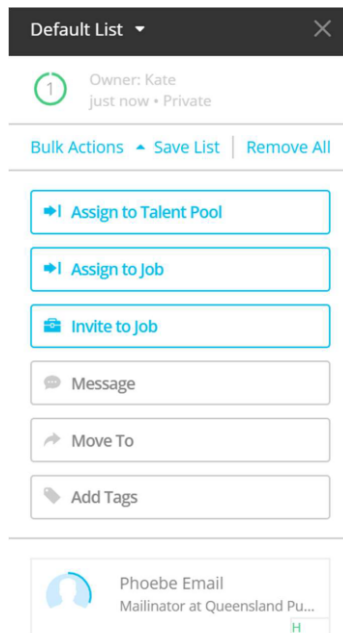 Default List
1
Owner: Kate
just now • Private
Bulk Actions Save List Remove All
Assign to Talent Pool
Assign to Job
Invite to Job
Message
Move To
Add Tags
Phoebe Email
Mailinator at Queensland Pu...
H